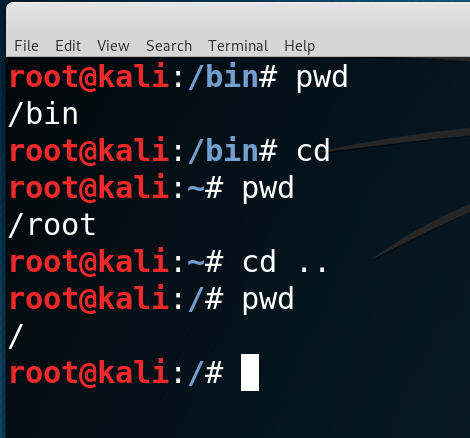 File Edit View Search Terminal Help
root@kali:/bin# pwd
/bin
root@kali:/bin# cd
root@kali:~# pwd
/root
root@kali:~# cd ..
root@kali:/# pwd
/
root@kali:/#